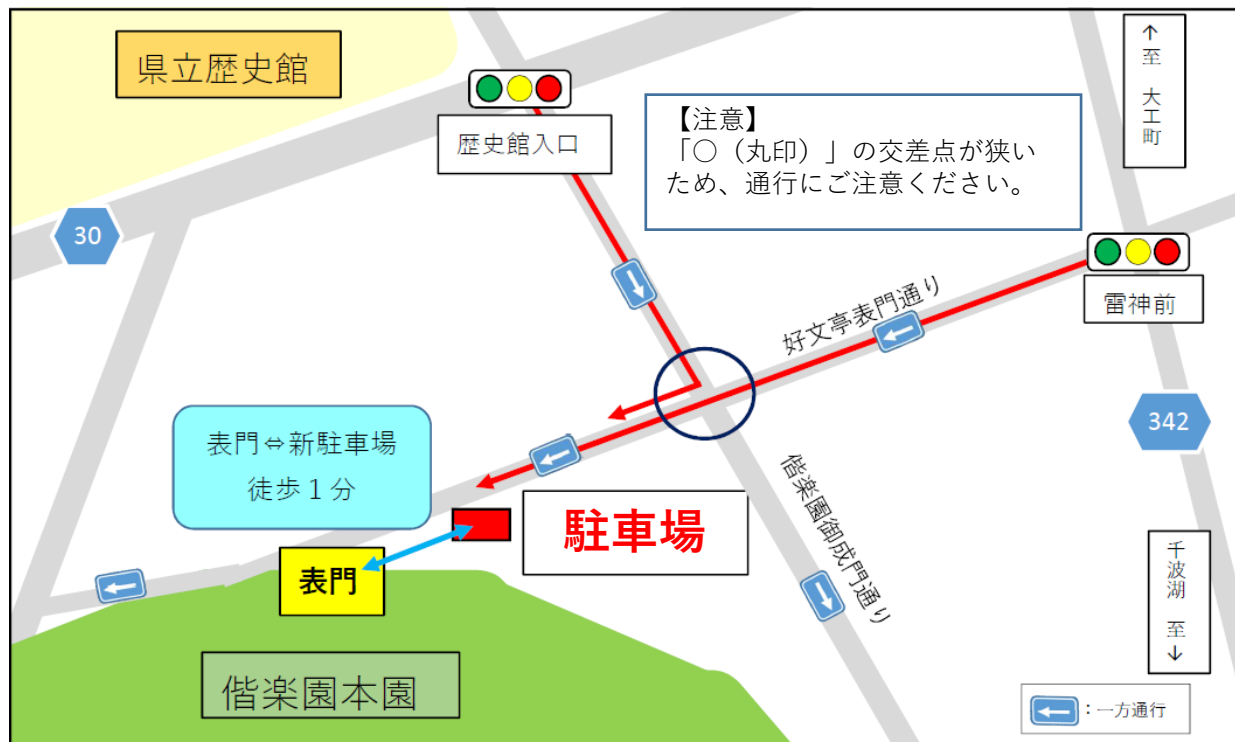 県立歴史館
歴史館入口
【注意】
「○（丸印）」の交差点が狭い
ため、通行にご注意ください。
↑至 大工町
30
雷神前
好文亭表門通り
342
表門⇔新駐車場
徒歩１分
駐車場
偕楽園御成門通り
表門
千波湖 至↓
偕楽園本園
：一方通行